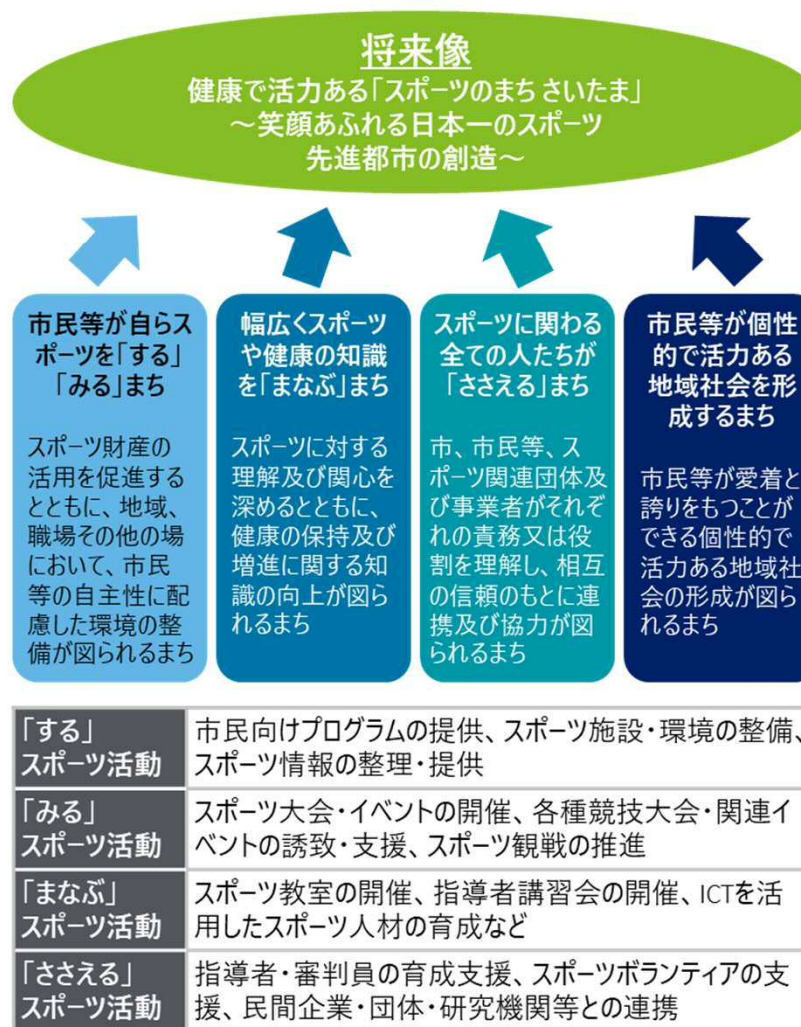 将来像
健康で活力ある「スポーツのまち さいたま」
～笑顔あふれる日本一のスポーツ
先進都市の創造～
市民等が自らス
ポーツを「する」
「みる」まち
スポーツ財産の
活用を促進する
とともに、地域、
職場その他の場
において、市民
等の自主性に配
慮した環境の整
備が図られるまち
幅広くスポーツ
や健康の知識
を「まなぶ」まち
スポーツに対する
理解及び関心を
深めるとともに、
健康の保持及び
増進に関する知
識の向上が図ら
れるまち
スポーツに関わる
全ての人たちが
「ささえる」まち
市、市民等、ス
ポーツ関連団体及
び事業者がそれぞ
れの責務又は役
割を理解し、相互
の信頼のもとに連
携及び協力が図
られるまち
市民等が個性
的で活力ある
地域社会を形
成するまち
市民等が愛着と
誇りをもつことが
できる個性的で
活力ある地域社
会の形成が図ら
れるまち
「する」
スポーツ活動
市民向けプログラムの提供、スポーツ施設・環境の整備、
スポーツ情報の整理・提供
「みる」
スポーツ活動
スポーツ大会・イベントの開催、各種競技大会・関連イ
ベントの誘致・支援、スポーツ観戦の推進
「まなぶ」
スポーツ活動
スポーツ教室の開催、指導者講習会の開催、ICTを活
用したスポーツ人材の育成など
「ささえる」
スポーツ活動
指導者・審判員の育成支援、スポーツボランティアの支
援、民間企業・団体・研究機関等との連携